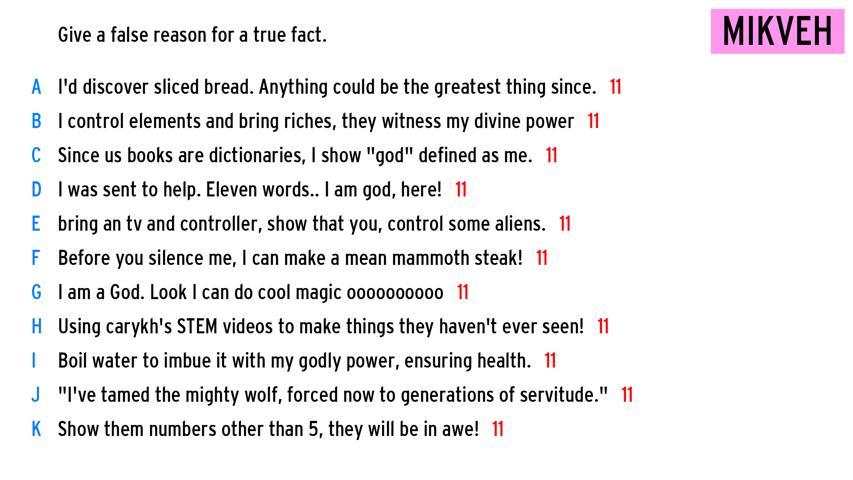 Give a false reason for a true fact.
MIKVEH
A I'd discover sliced bread. Anything could be the greatest thing since. 11
B I control elements and bring riches, they witness my divine power 11
C Since us books are dictionaries, I show "god" defined as me. 11
D I was sent to help. Eleven words.. I am god, here! 11
E bring an tv and controller, show that you, control some aliens. 11
F Before you silence me, I can make a mean mammoth steak! 11
G I am a God. Look I can do cool magic oooooooooo 11
H Using carykh's STEM videos to make things they haven't ever seen! 11
I Boil water to imbue it with my godly power, ensuring health. 11
J "I've tamed the mighty wolf, forced now to generations of servitude." 11
K Show them numbers other than 5, they will be in awe! 11